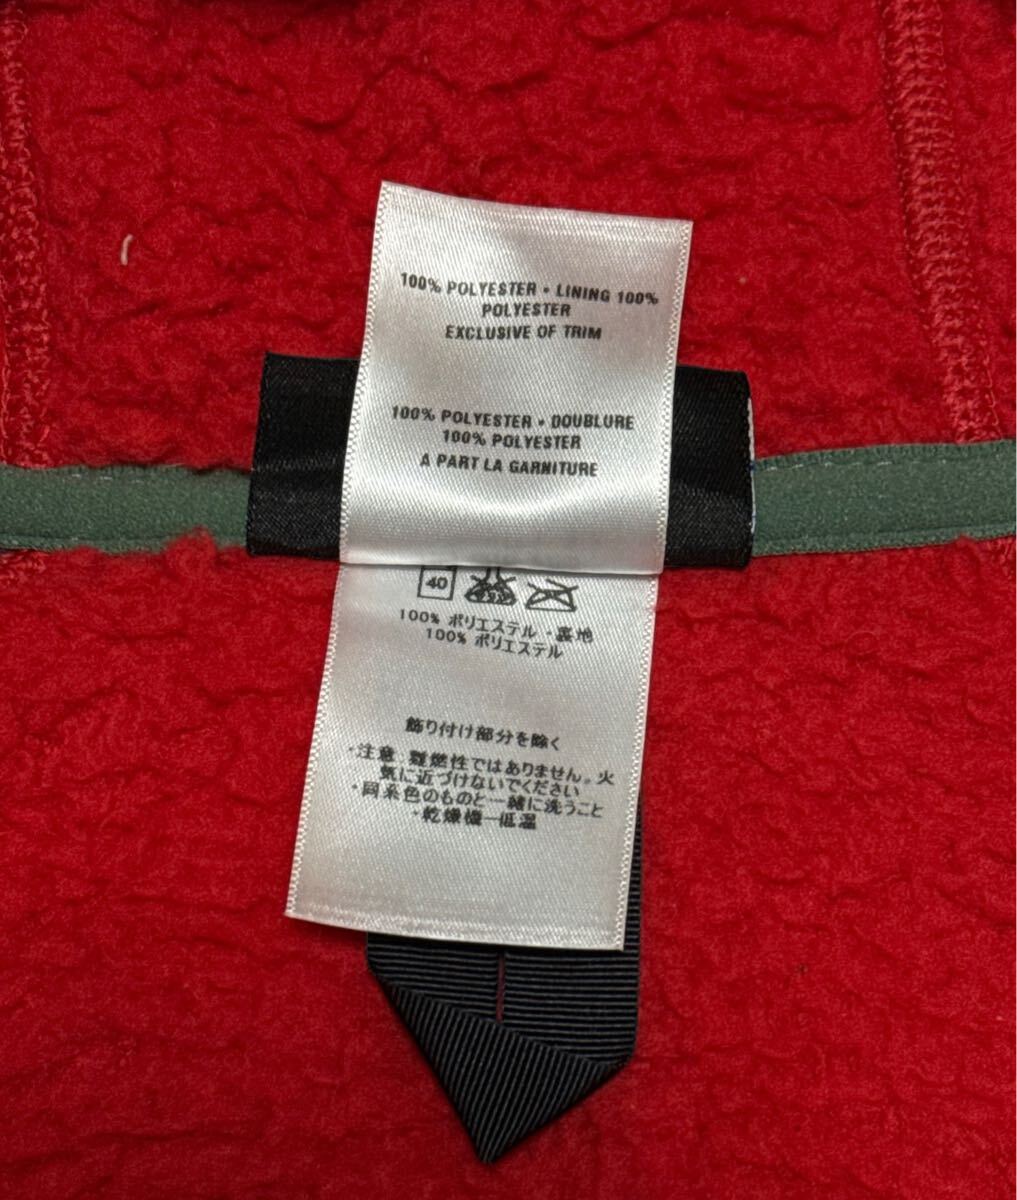 100% POLYESTER • LINING 100%
POLYESTER
EXCLUSIVE OF TRIM
100% POLYESTER • DOUBLURE
100% POLYESTER
A PART LA GARNITURE
40
100% ポリエステル ・裏地
100% ポリエステル
飾り付け部分を除く
・注意 難燃性ではありません。火
気に近づけないでください
・同系色のものと一緒に洗うこと
・乾燥機―低温